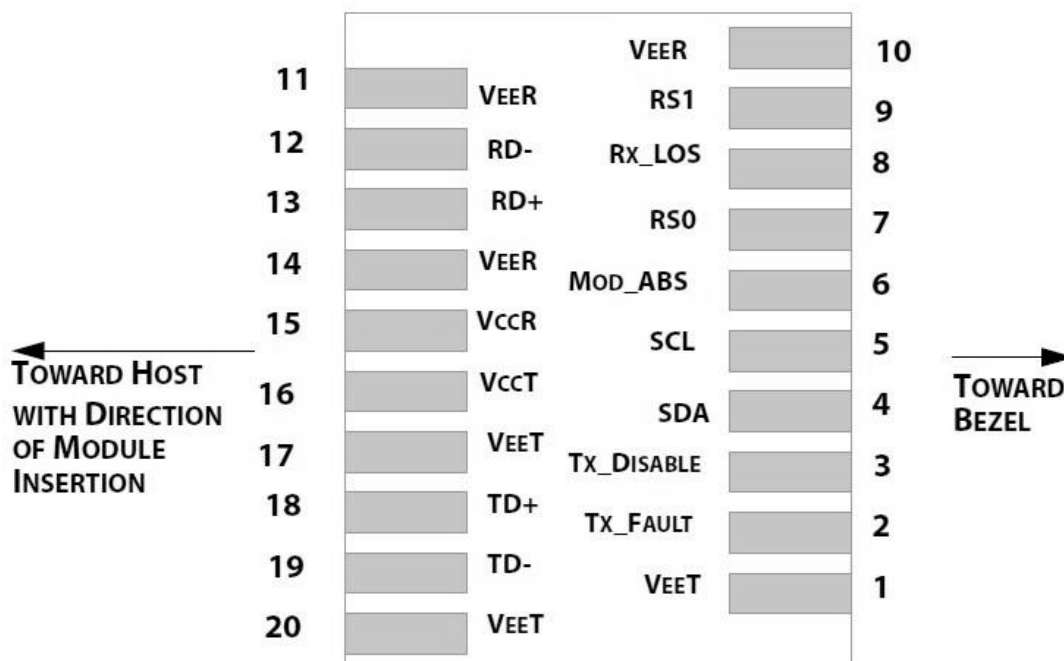 11 VEER
12 RD-
13 RD+
14 VEER
15 VCCR
16 VCCT
17 VEET
18 TD+
19 TD-
20 VEET
VEER 10
RS1 9
RX_LOS 8
RS0 7
MOD_ABS 6
SCL 5
SDA 4
TX_DISABLE 3
TX_FAULT 2
VEET 1
TOWARD HOST
WITH DIRECTION
OF MODULE
INSERTION
TOWARD
BEZEL